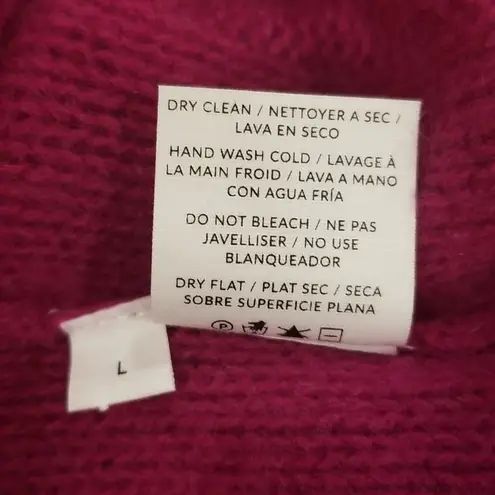 DRY CLEAN / NETTOYER A SEC /
LAVA EN SECO
HAND WASH COLD / LAVAGE À
LA MAIN FROID / LAVA A MANO
CON AGUA FRÍA
DO NOT BLEACH / NE PAS
JAVELLISER / NO USE
BLANQUEADOR
DRY FLAT / PLAT SEC / SECA
SOBRE SUPERFICIE PLANA
P
L